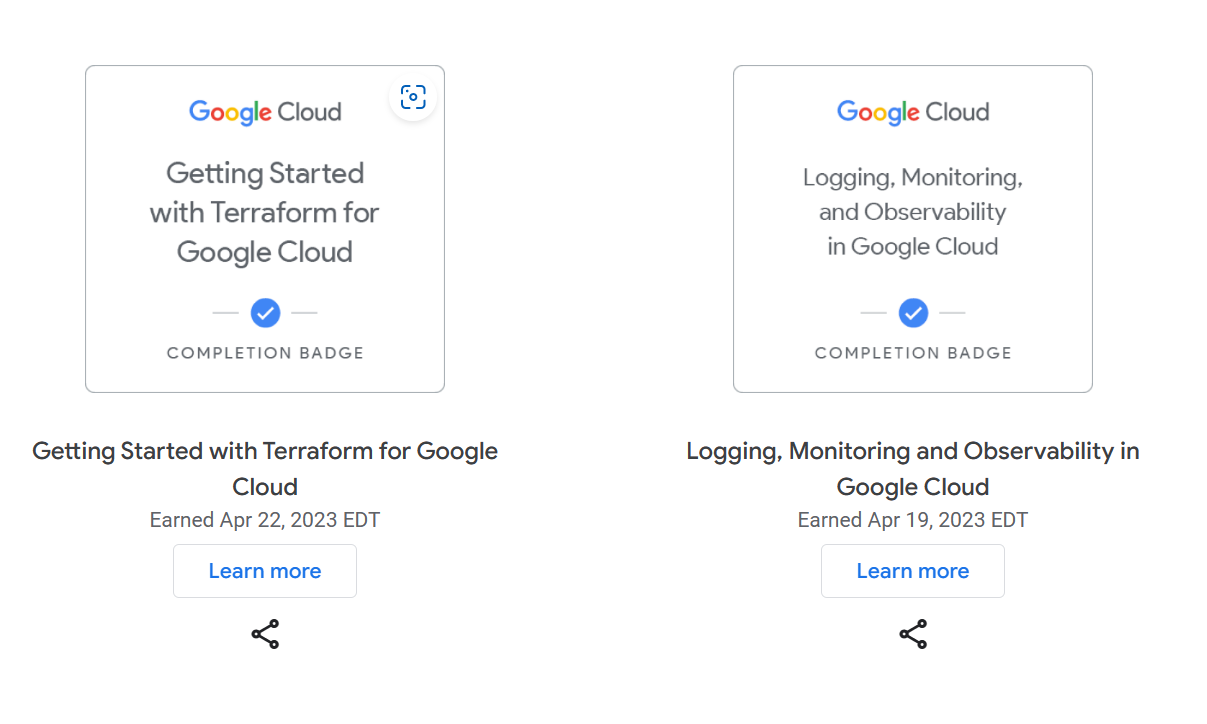 Google Cloud
Getting Started
with Terraform for
Google Cloud
COMPLETION BADGE
Getting Started with Terraform for Google
Cloud
Earned Apr 22, 2023 EDT
Learn more
Google Cloud
Logging, Monitoring,
and Observability
in Google Cloud
COMPLETION BADGE
Logging, Monitoring and Observability in
Google Cloud
Earned Apr 19, 2023 EDT
Learn more